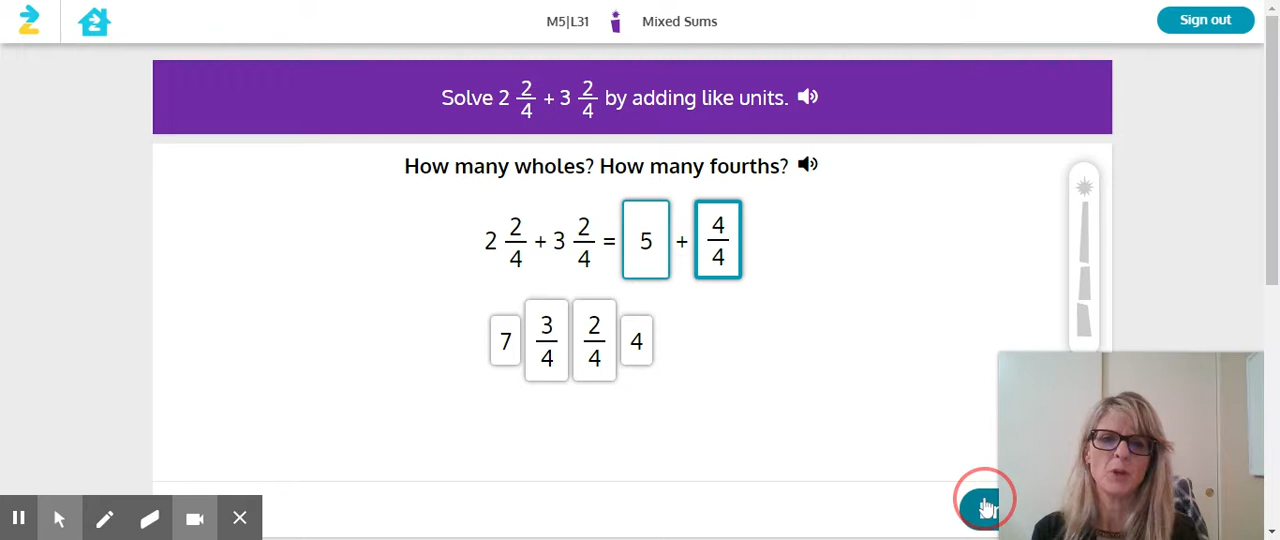 M5|L31 Mixed Sums Sign out
Solve 2 2/4 + 3 2/4 by adding like units.
How many wholes? How many fourths?
2 2/4 + 3 2/4 = 5 + 4/4
7 3/4 2/4 4